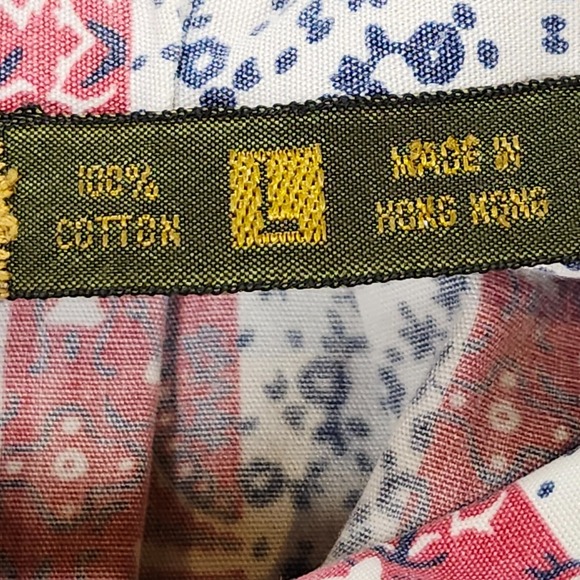 100%
COTTON
L
MADE IN
HONG KONG